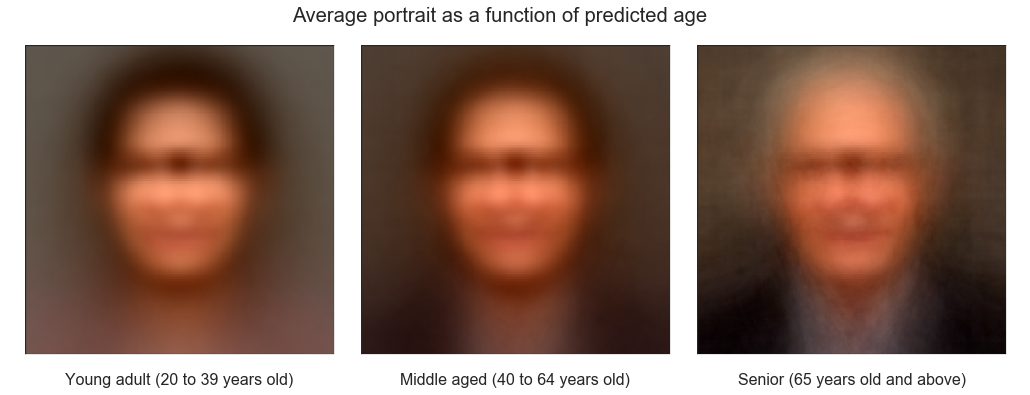 Average portrait as a function of predicted age
Young adult (20 to 39 years old)
Middle aged (40 to 64 years old)
Senior (65 years old and above)